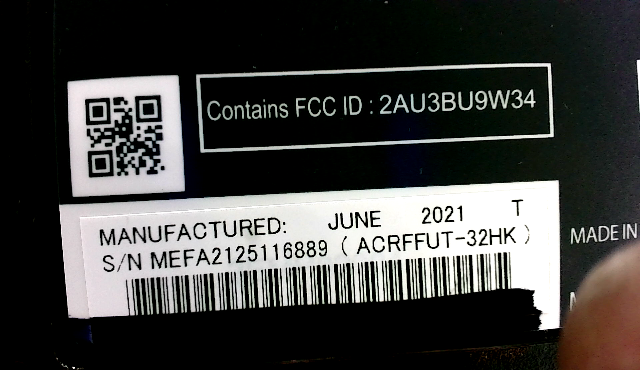 Contains FCC ID : 2AU3BU9W34
MANUFACTURED: JUNE 2021 T
S/N MEFA2125116889 ( ACRFFUT-32HK )
MADE IN